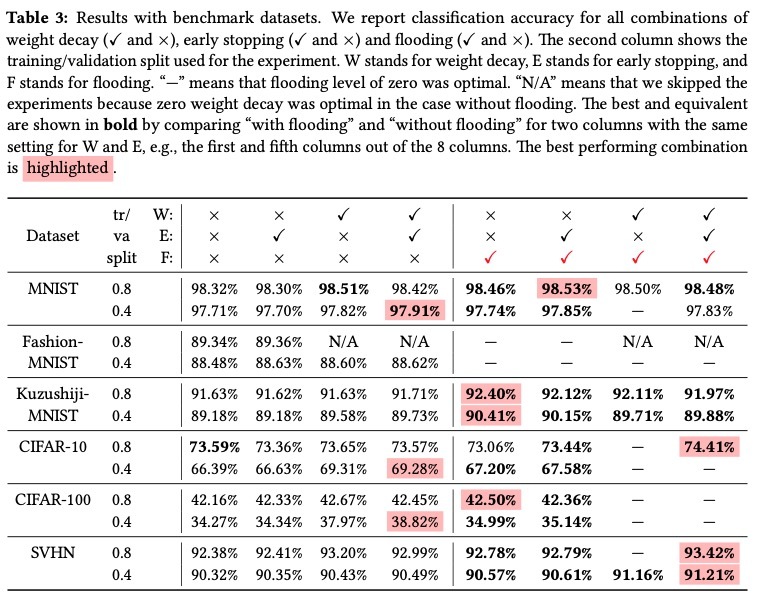 Table 3: Results with benchmark datasets. We report classification accuracy for all combinations of
weight decay (✓ and ×), early stopping (✓ and ×) and flooding (✓ and ×). The second column shows the
training/validation split used for the experiment. W stands for weight decay, E stands for early stopping, and
F stands for flooding. “—” means that flooding level of zero was optimal. “N/A” means that we skipped the
experiments because zero weight decay was optimal in the case without flooding. The best and equivalent
are shown in bold by comparing “with flooding” and “without flooding” for two columns with the same
setting for W and E, e.g., the first and fifth columns out of the 8 columns. The best performing combination
is highlighted .
tr/ W: × × ✓ ✓ × × ✓ ✓
Dataset va E: × ✓ × ✓ × ✓ × ✓
split F: × × × × ✓ ✓ ✓ ✓
MNIST 0.8 98.32% 98.30% 98.51% 98.42% 98.46% 98.53% 98.50% 98.48%
0.4 97.71% 97.70% 97.82% 97.91% 97.74% 97.85% — 97.83%
Fashion- 0.8 89.34% 89.36% N/A N/A — — N/A N/A
MNIST 0.4 88.48% 88.63% 88.60% 88.62% — — — —
Kuzushiji- 0.8 91.63% 91.62% 91.63% 91.71% 92.40% 92.12% 92.11% 91.97%
MNIST 0.4 89.18% 89.18% 89.58% 89.73% 90.41% 90.15% 89.71% 89.88%
CIFAR-10 0.8 73.59% 73.36% 73.65% 73.57% 73.06% 73.44% — 74.41%
0.4 66.39% 66.63% 69.31% 69.28% 67.20% 67.58% — —
CIFAR-100 0.8 42.16% 42.33% 42.67% 42.45% 42.50% 42.36% — —
0.4 34.27% 34.34% 37.97% 38.82% 34.99% 35.14% — —
SVHN 0.8 92.38% 92.41% 93.20% 92.99% 92.78% 92.79% — 93.42%
0.4 90.32% 90.35% 90.43% 90.49% 90.57% 90.61% 91.16% 91.21%